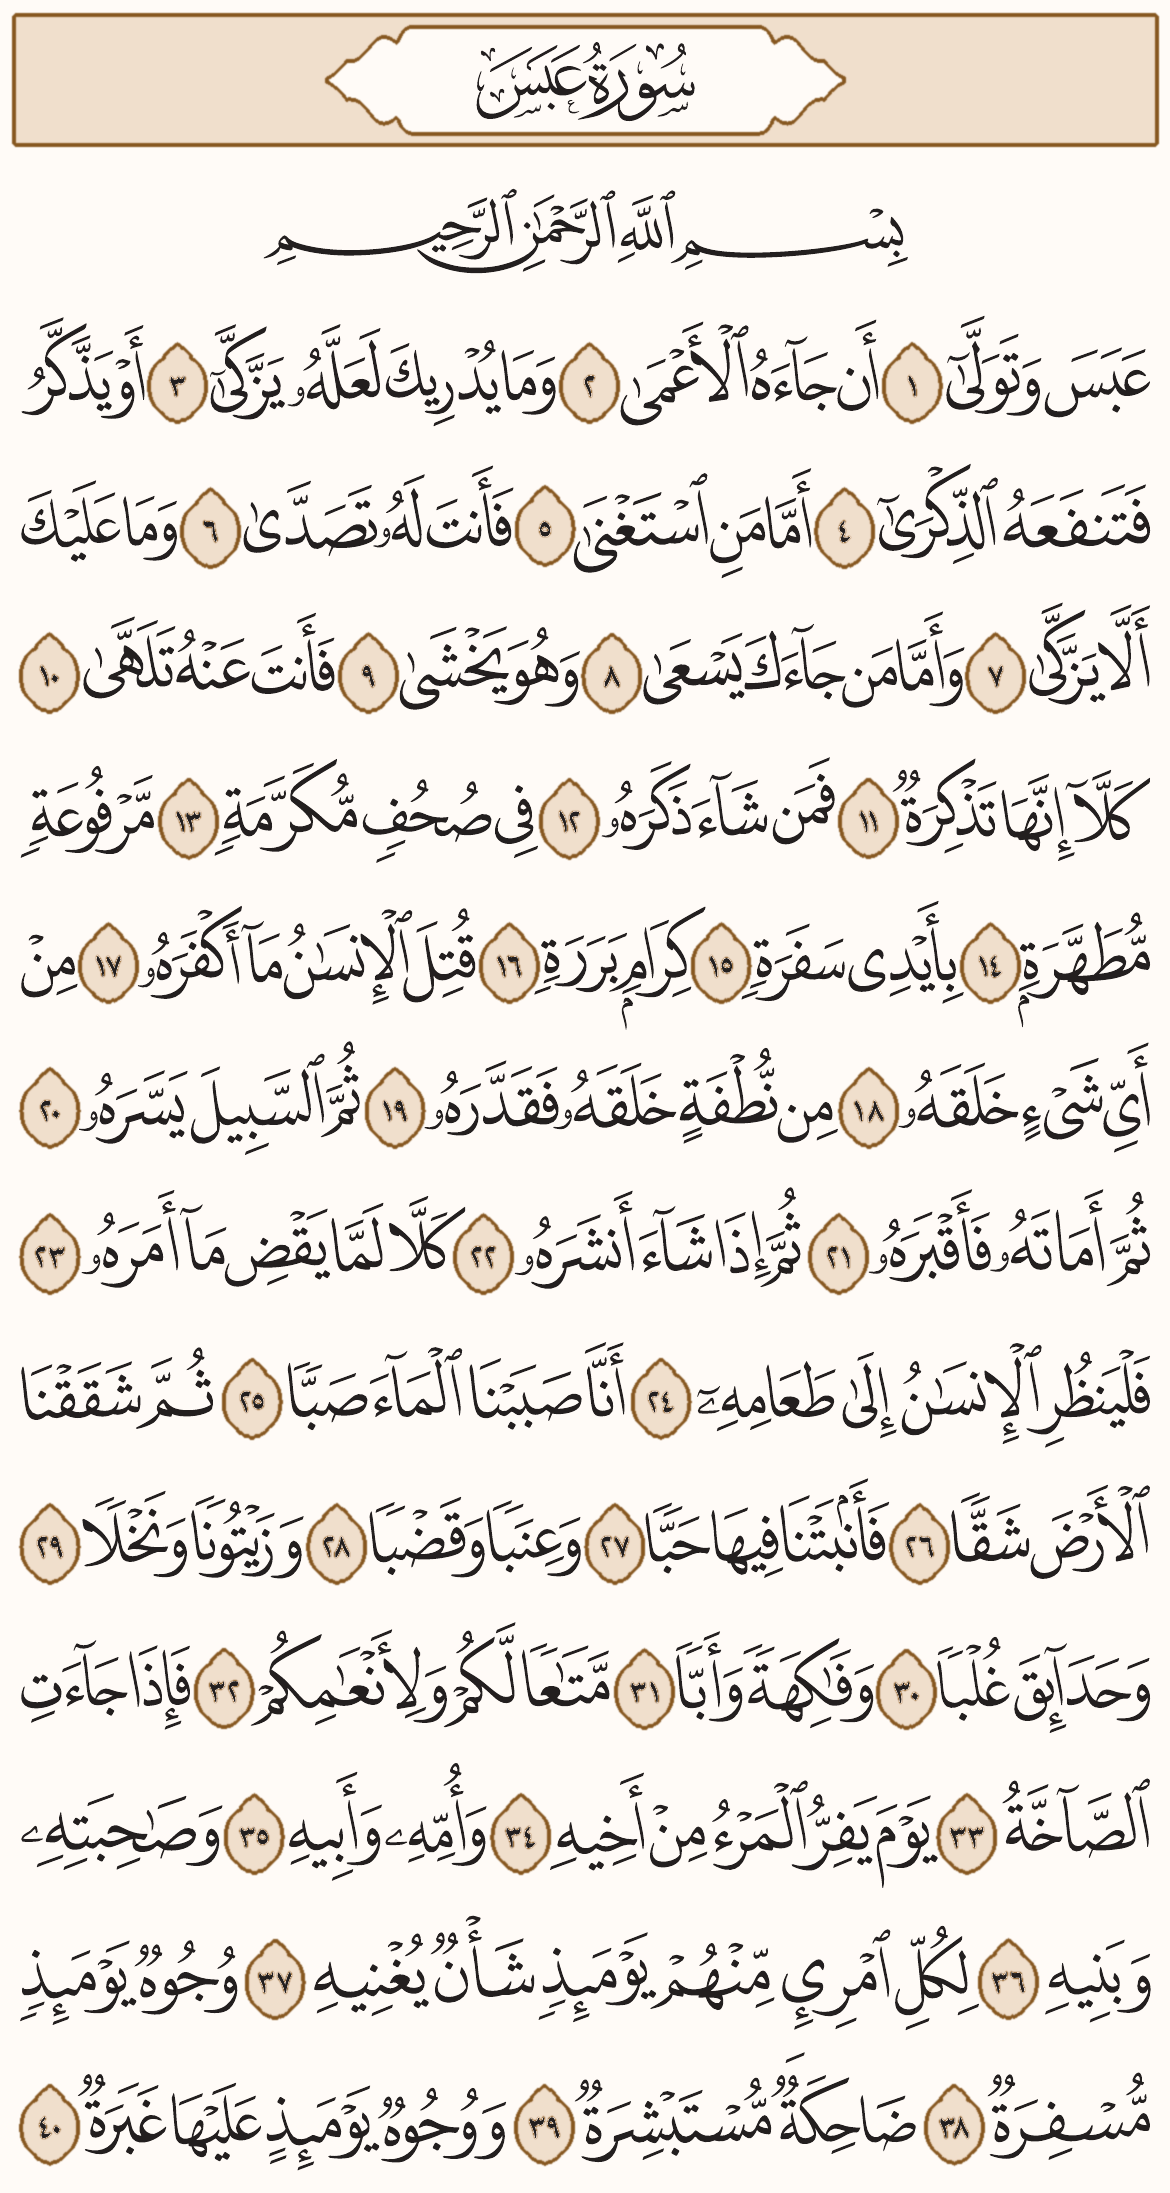 سُورَةُ عَبَسَ
بِسْمِ ٱللَّهِ ٱلرَّحْمَٰنِ ٱلرَّحِيمِ
عَبَسَ وَتَوَلَّىٰٓ ١ أَن جَآءَهُ ٱلْأَعْمَىٰ ٢ وَمَا يُدْرِيكَ لَعَلَّهُۥ يَزَّكَّىٰٓ ٣ أَوْ يَذَّكَّرُ
فَتَنفَعَهُ ٱلذِّكْرَىٰٓ ٤ أَمَّا مَنِ ٱسْتَغْنَىٰ ٥ فَأَنتَ لَهُۥ تَصَدَّىٰ ٦ وَمَا عَلَيْكَ
أَلَّا يَزَّكَّىٰ ٧ وَأَمَّا مَن جَآءَكَ يَسْعَىٰ ٨ وَهُوَ يَخْشَىٰ ٩ فَأَنتَ عَنْهُ تَلَهَّىٰ ١٠
كَلَّآ إِنَّهَا تَذْكِرَةٌ ١١ فَمَن شَآءَ ذَكَرَهُۥ ١٢ فِى صُحُفٍ مُّكَرَّمَةٍ ١٣ مَّرْفُوعَةٍ
مُّطَهَّرَةٍۭ ١٤ بِأَيْدِى سَفَرَةٍ ١٥ كِرَامٍۭ بَرَرَةٍ ١٦ قُتِلَ ٱلْإِنسَٰنُ مَآ أَكْفَرَهُۥ ١٧ مِنْ
أَىِّ شَىْءٍ خَلَقَهُۥ ١٨ مِن نُّطْفَةٍ خَلَقَهُۥ فَقَدَّرَهُۥ ١٩ ثُمَّ ٱلسَّبِيلَ يَسَّرَهُۥ ٢٠
ثُمَّ أَمَاتَهُۥ فَأَقْبَرَهُۥ ٢١ ثُمَّ إِذَا شَآءَ أَنشَرَهُۥ ٢٢ كَلَّا لَمَّا يَقْضِ مَآ أَمَرَهُۥ ٢٣
فَلْيَنظُرِ ٱلْإِنسَٰنُ إِلَىٰ طَعَامِهِۦٓ ٢٤ أَنَّا صَبَبْنَا ٱلْمَآءَ صَبًّا ٢٥ ثُمَّ شَقَقْنَا
ٱلْأَرْضَ شَقًّا ٢٦ فَأَنۢبَتْنَا فِيهَا حَبًّا ٢٧ وَعِنَبًا وَقَضْبًا ٢٨ وَزَيْتُونًا وَنَخْلًا ٢٩
وَحَدَآئِقَ غُلْبًا ٣٠ وَفَٰكِهَةً وَأَبًّا ٣١ مَّتَٰعًا لَّكُمْ وَلِأَنْعَٰمِكُمْ ٣٢ فَإِذَا جَآءَتِ
ٱلصَّآخَّةُ ٣٣ يَوْمَ يَفِرُّ ٱلْمَرْءُ مِنْ أَخِيهِ ٣٤ وَأُمِّهِۦ وَأَبِيهِ ٣٥ وَصَٰحِبَتِهِۦ
وَبَنِيهِ ٣٦ لِكُلِّ ٱمْرِئٍ مِّنْهُمْ يَوْمَئِذٍ شَأْنٌ يُغْنِيهِ ٣٧ وُجُوهٌ يَوْمَئِذٍ
مُّسْفِرَةٌ ٣٨ ضَاحِكَةٌ مُّسْتَبْشِرَةٌ ٣٩ وَوُجُوهٌ يَوْمَئِذٍ عَلَيْهَا غَبَرَةٌ ٤٠